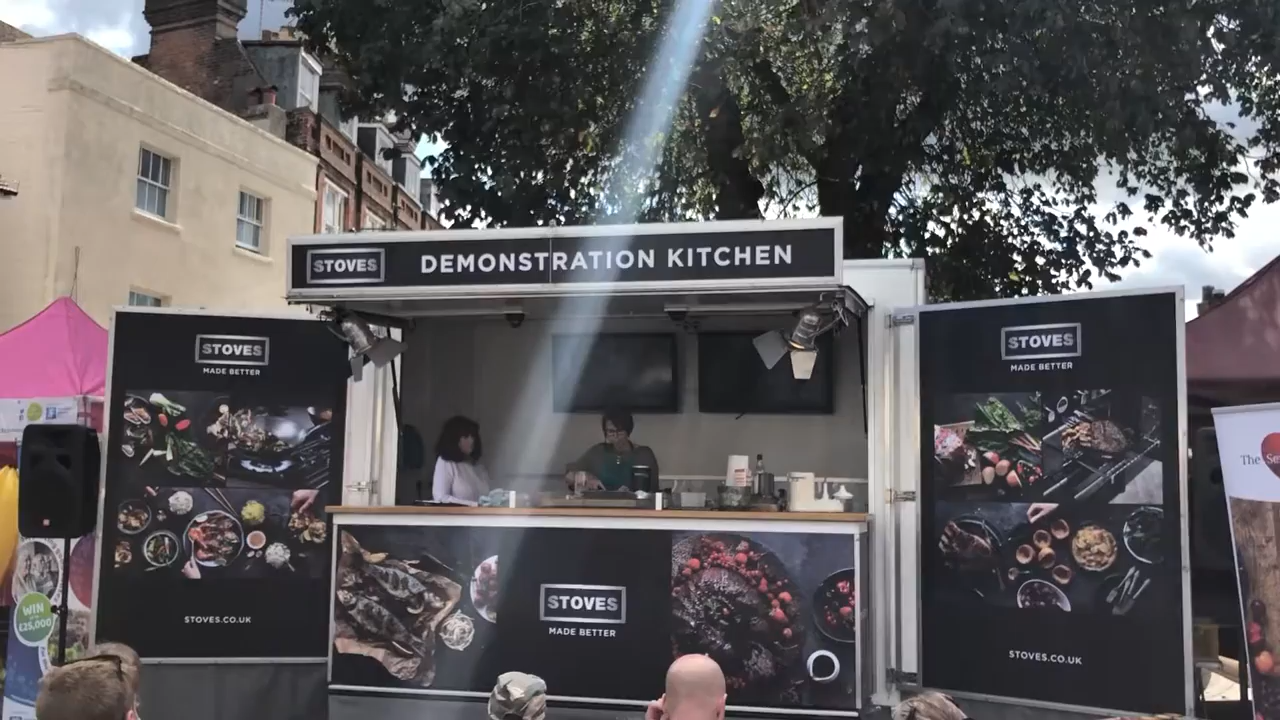 STOVES
DEMONSTRATION KITCHEN
STOVES
MADE BETTER
STOVES.CO.UK
STOVES
MADE BETTER
STOVES
MADE BETTER
STOVES.CO.UK
WIN
£25,000
The